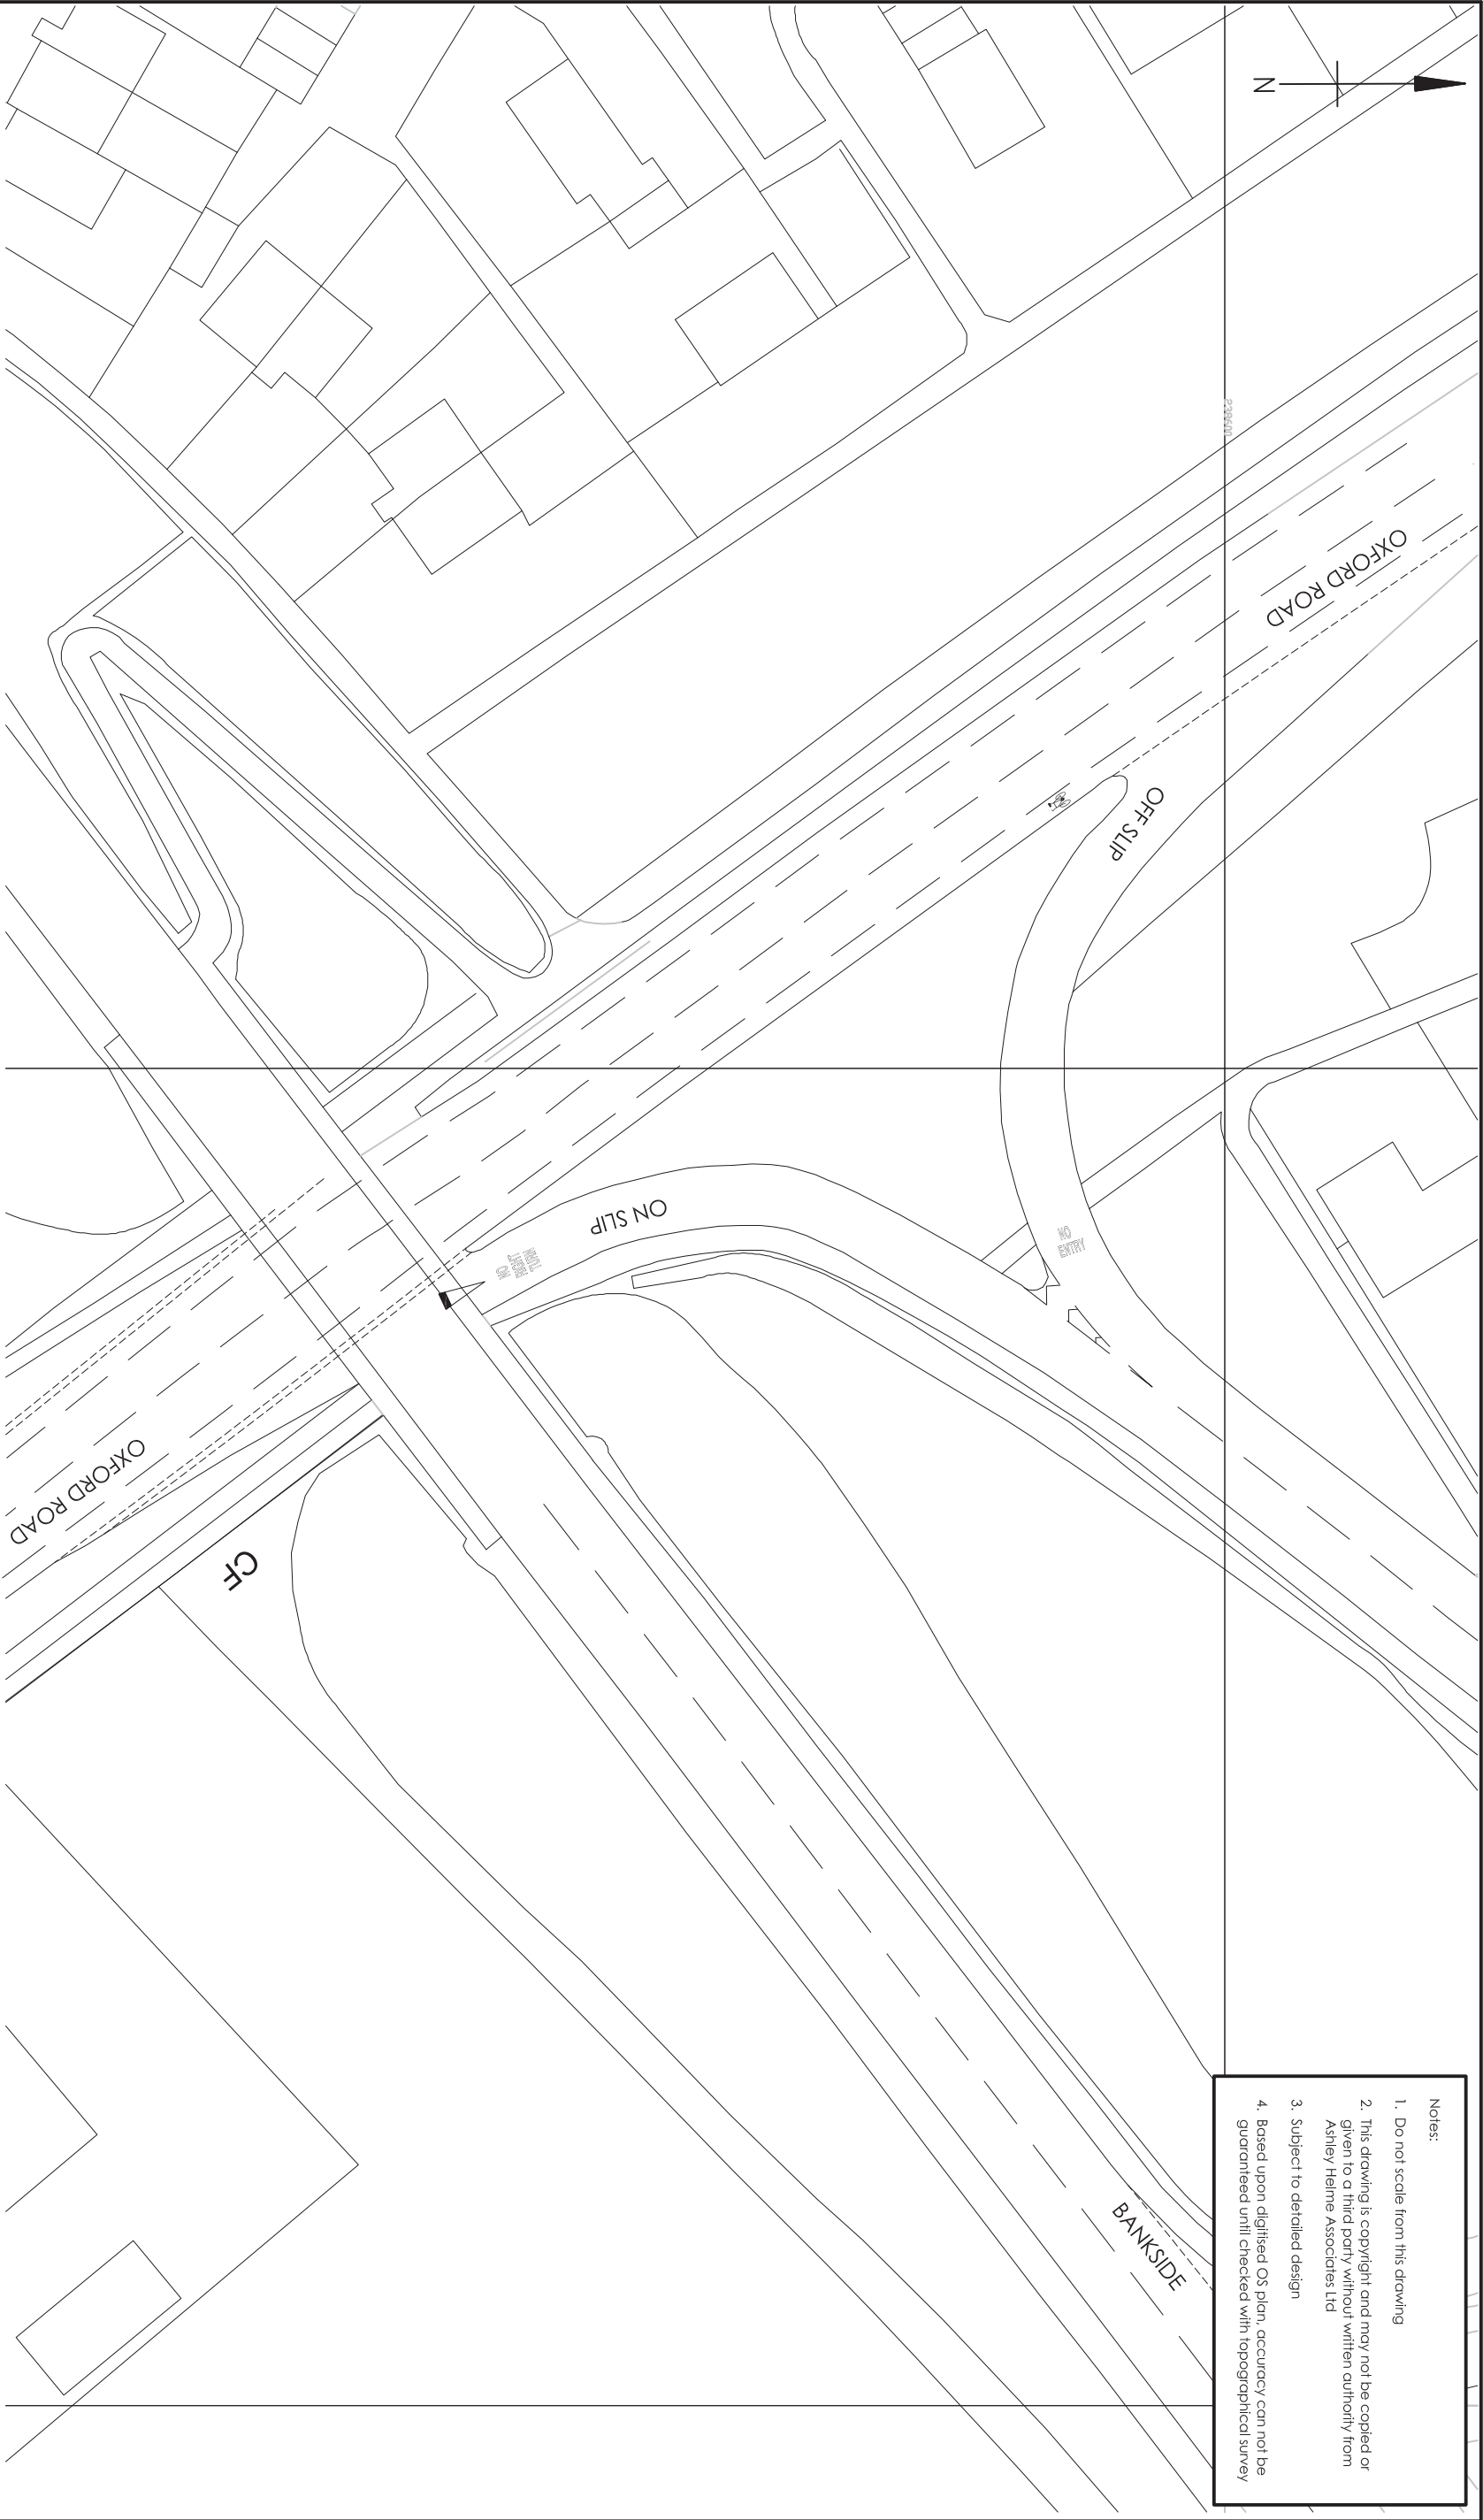 N
Notes:
1. Do not scale from this drawing
2. This drawing is copyright and may not be copied or
given to a third party without written authority from
Ashley Helme Associates Ltd
3. Subject to detailed design
4. Based upon digitised OS plan, accuracy can not be
guaranteed until checked with topographical survey
OXFORD ROAD
OFF SLIP
ON SLIP
NO
RIGHT
TURN
NO
ENTRY
OXFORD ROAD
CF
BANKSIDE